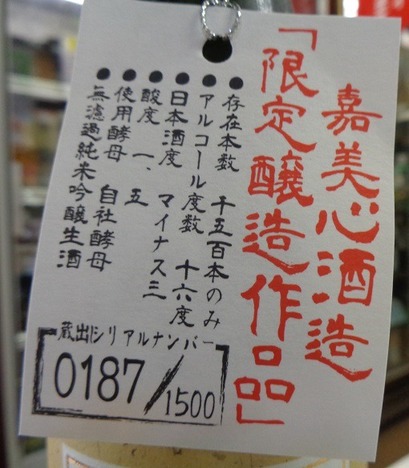 嘉美心酒造
「限定醸造作品」
●存在本数　千五百本のみ
●アルコール度数　十六度
●日本酒度　マイナス三
●酸度　一、五
●使用酵母　自社酵母
●無濾過純米吟醸生酒
蔵出シリアルナンバー
0187/1500